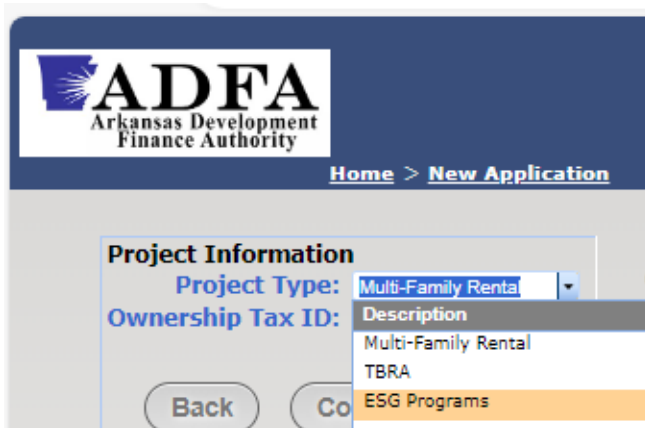 ADFA
Arkansas Development
Finance Authority
Home > New Application
Project Information
Project Type: Multi-Family Rental
Ownership Tax ID: Description
Multi-Family Rental
TBRA
ESG Programs
Back Co